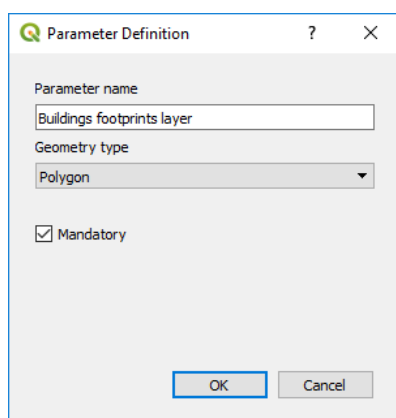 Parameter Definition ?
Parameter name
Buildings footprints layer
Geometry type
Polygon
Mandatory
OK Cancel